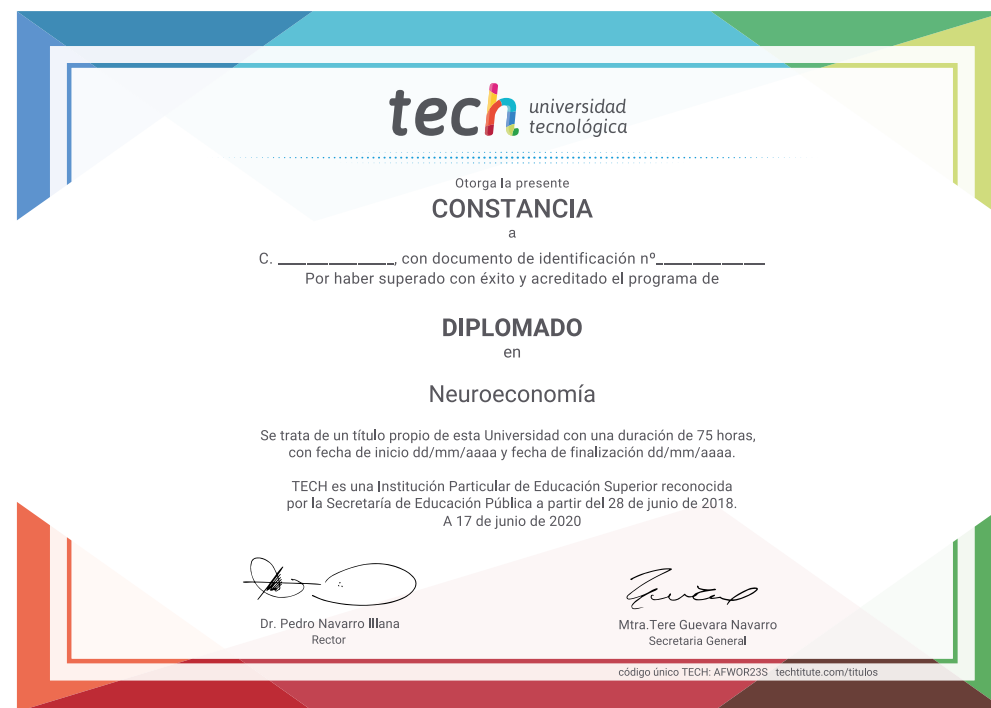 tech universidad
tecnológica
Otorga la presente
CONSTANCIA
a
C. ________________, con documento de identificación nº_______________
Por haber superado con éxito y acreditado el programa de
DIPLOMADO
en
Neuroeconomía
Se trata de un título propio de esta Universidad con una duración de 75 horas,
con fecha de inicio dd/mm/aaaa y fecha de finalización dd/mm/aaaa.
TECH es una Institución Particular de Educación Superior reconocida
por la Secretaría de Educación Pública a partir del 28 de junio de 2018.
A 17 de junio de 2020
Dr. Pedro Navarro Illana
Rector
Mtra.Tere Guevara Navarro
Secretaria General
código único TECH: AFWOR23S techtitute.com/titulos